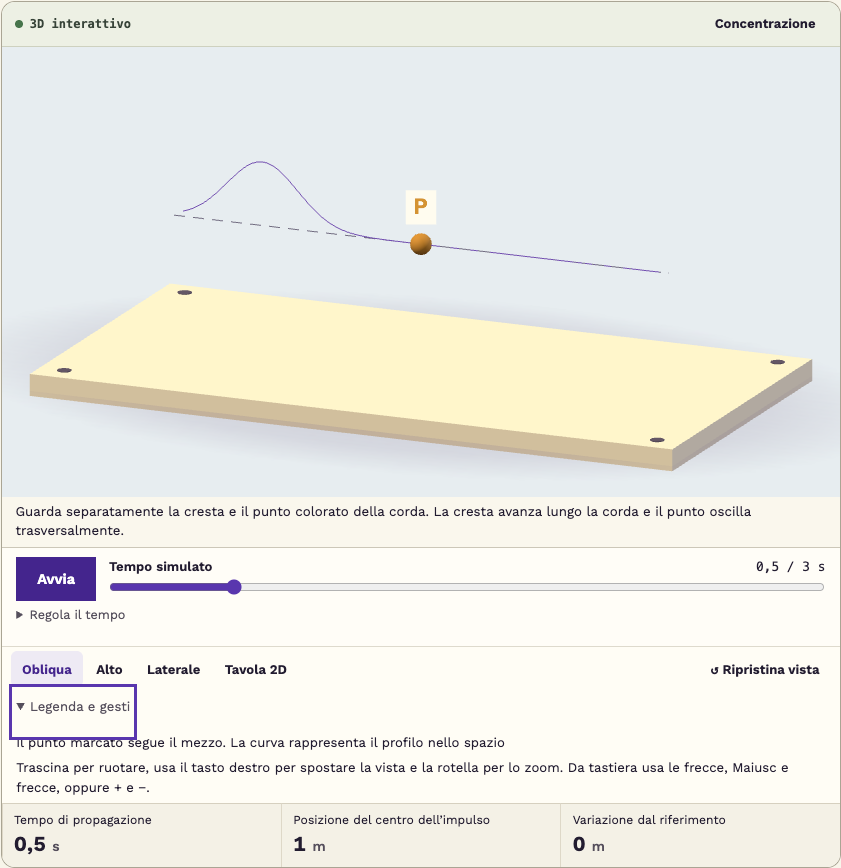 3D interattivo
Concentrazione
P
Guarda separatamente la cresta e il punto colorato della corda. La cresta avanza lungo la corda e il punto oscilla
trasversalmente.
Avvia
Tempo simulato
0,5 / 3 s
Regola il tempo
Obliqua
Alto
Laterale
Tavola 2D
↺ Ripristina vista
Legenda e gesti
Il punto marcato segue il mezzo. La curva rappresenta il profilo nello spazio
Trascina per ruotare, usa il tasto destro per spostare la vista e la rotella per lo zoom. Da tastiera usa le frecce, Maiusc e
frecce, oppure + e −.
Tempo di propagazione
0,5 s
Posizione del centro dell’impulso
1 m
Variazione dal riferimento
0 m